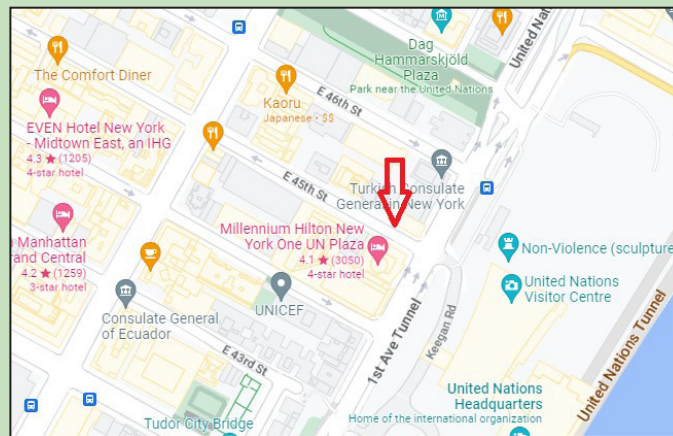 The Comfort Diner
EVEN Hotel New York
- Midtown East, an IHG
4.3 ★ (1205)
4-star hotel
Kaoru
Japanese • $$
E 46th St
Dag
Hammarskjöld
Plaza
Park near the United Nations
United Nations
E 45th St
Turkish Consulate
General in New York
Millennium Hilton New
York One UN Plaza
4.1 ★ (3050)
4-star hotel
Manhattan
and Central
4.2 ★ (1259)
3-star hotel
Consulate General
of Ecuador
UNICEF
E 43rd St
Tudor City Bridge
1st Ave Tunnel
Keegan Rd
Non-Violence (sculpture
United Nations
Visitor Centre
United Nations
Headquarters
Home of the international organization
United Nations Tunnel